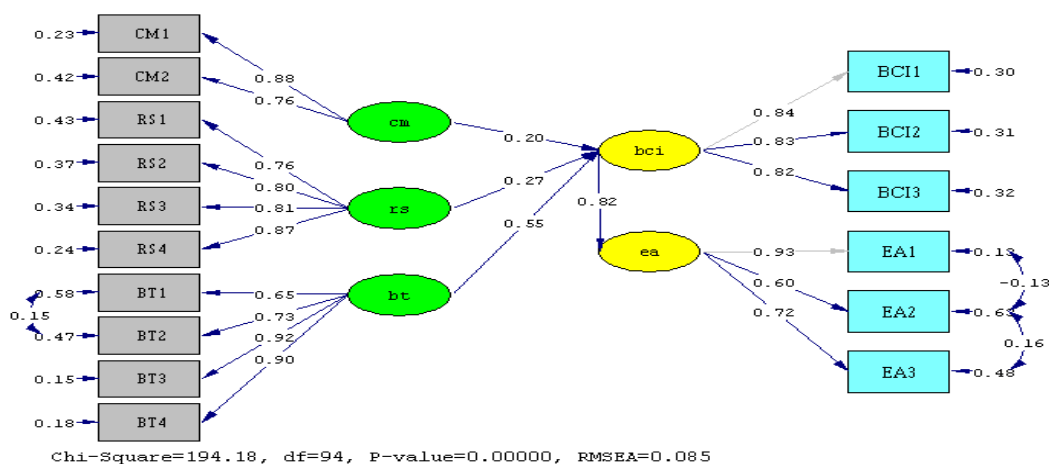 0.23 CM1
0.42 CM2
0.43 RS1
0.37 RS2
0.34 RS3
0.24 RS4
0.58 BT1
0.15
0.47 BT2
0.15 BT3
0.18 BT4
0.88
0.76
cm
0.76
0.80
0.81
0.87
rs
0.65
0.73
0.92
0.90
bt
0.20
0.27
0.55
bci
0.82
ea
0.84
0.83
0.82
0.93
0.60
0.72
BCI1 0.30
BCI2 0.31
BCI3 0.32
EA1 0.13
-0.13
EA2 0.63
0.16
EA3 0.48
Chi-Square=194.18, df=94, P-value=0.00000, RMSEA=0.085